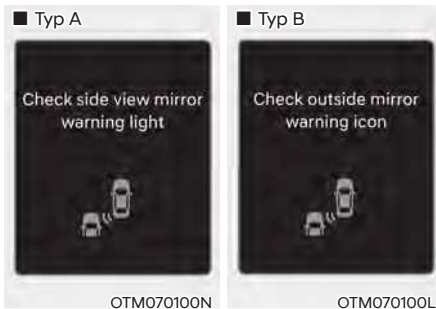 ■ Typ A
Check side view mirror
warning light
OTM070100N
■ Typ B
Check outside mirror
warning icon
OTM070100L